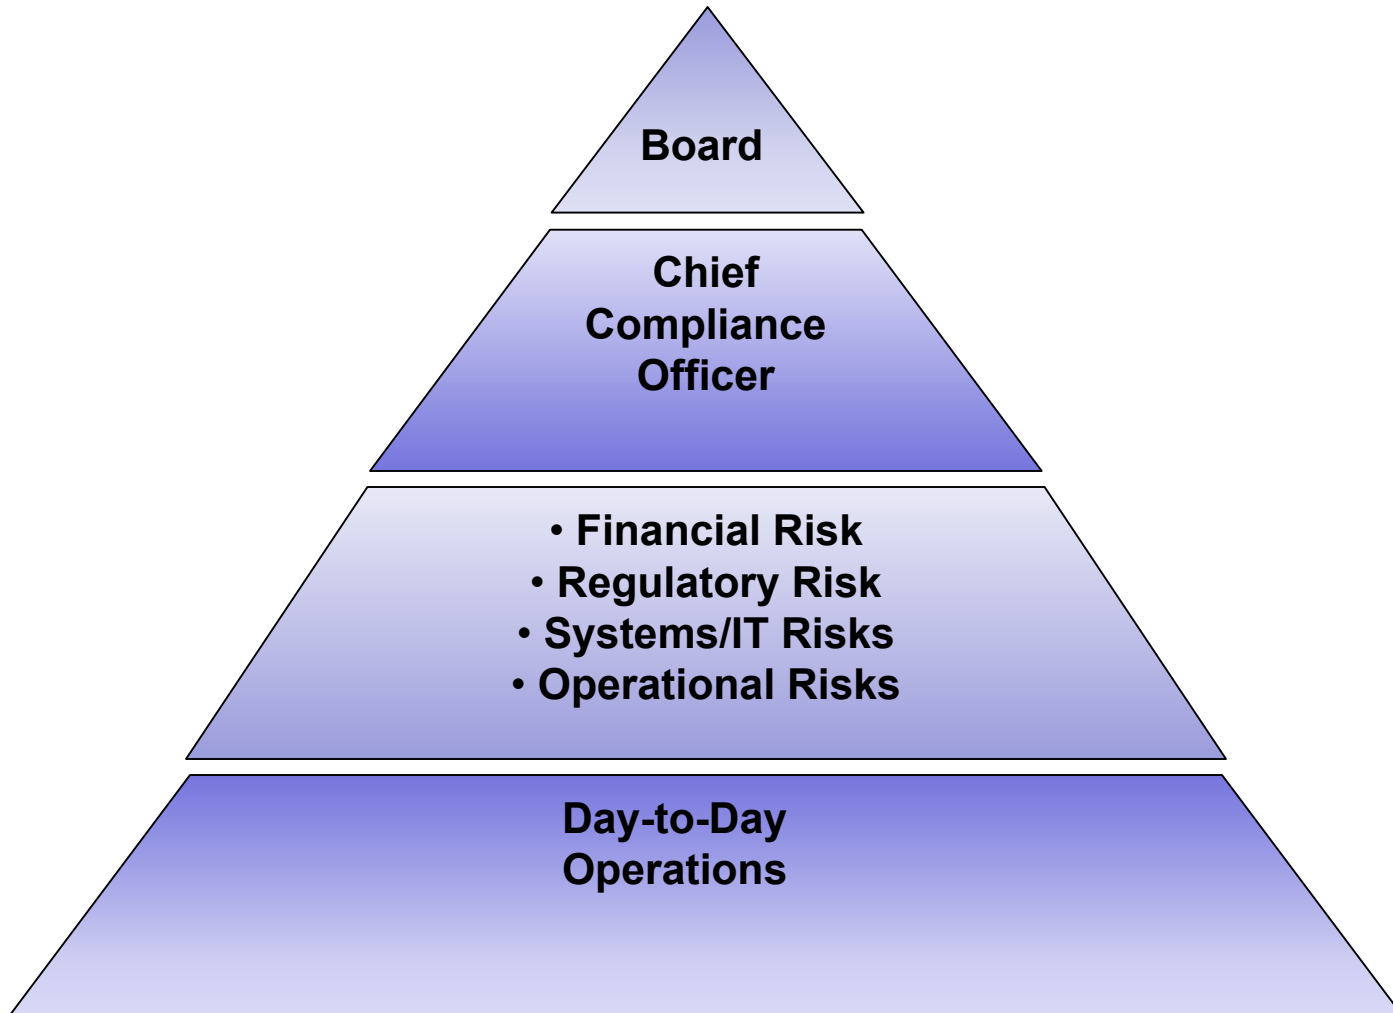 Board
Chief
Compliance
Officer
• Financial Risk
• Regulatory Risk
• Systems/IT Risks
• Operational Risks
Day-to-Day
Operations